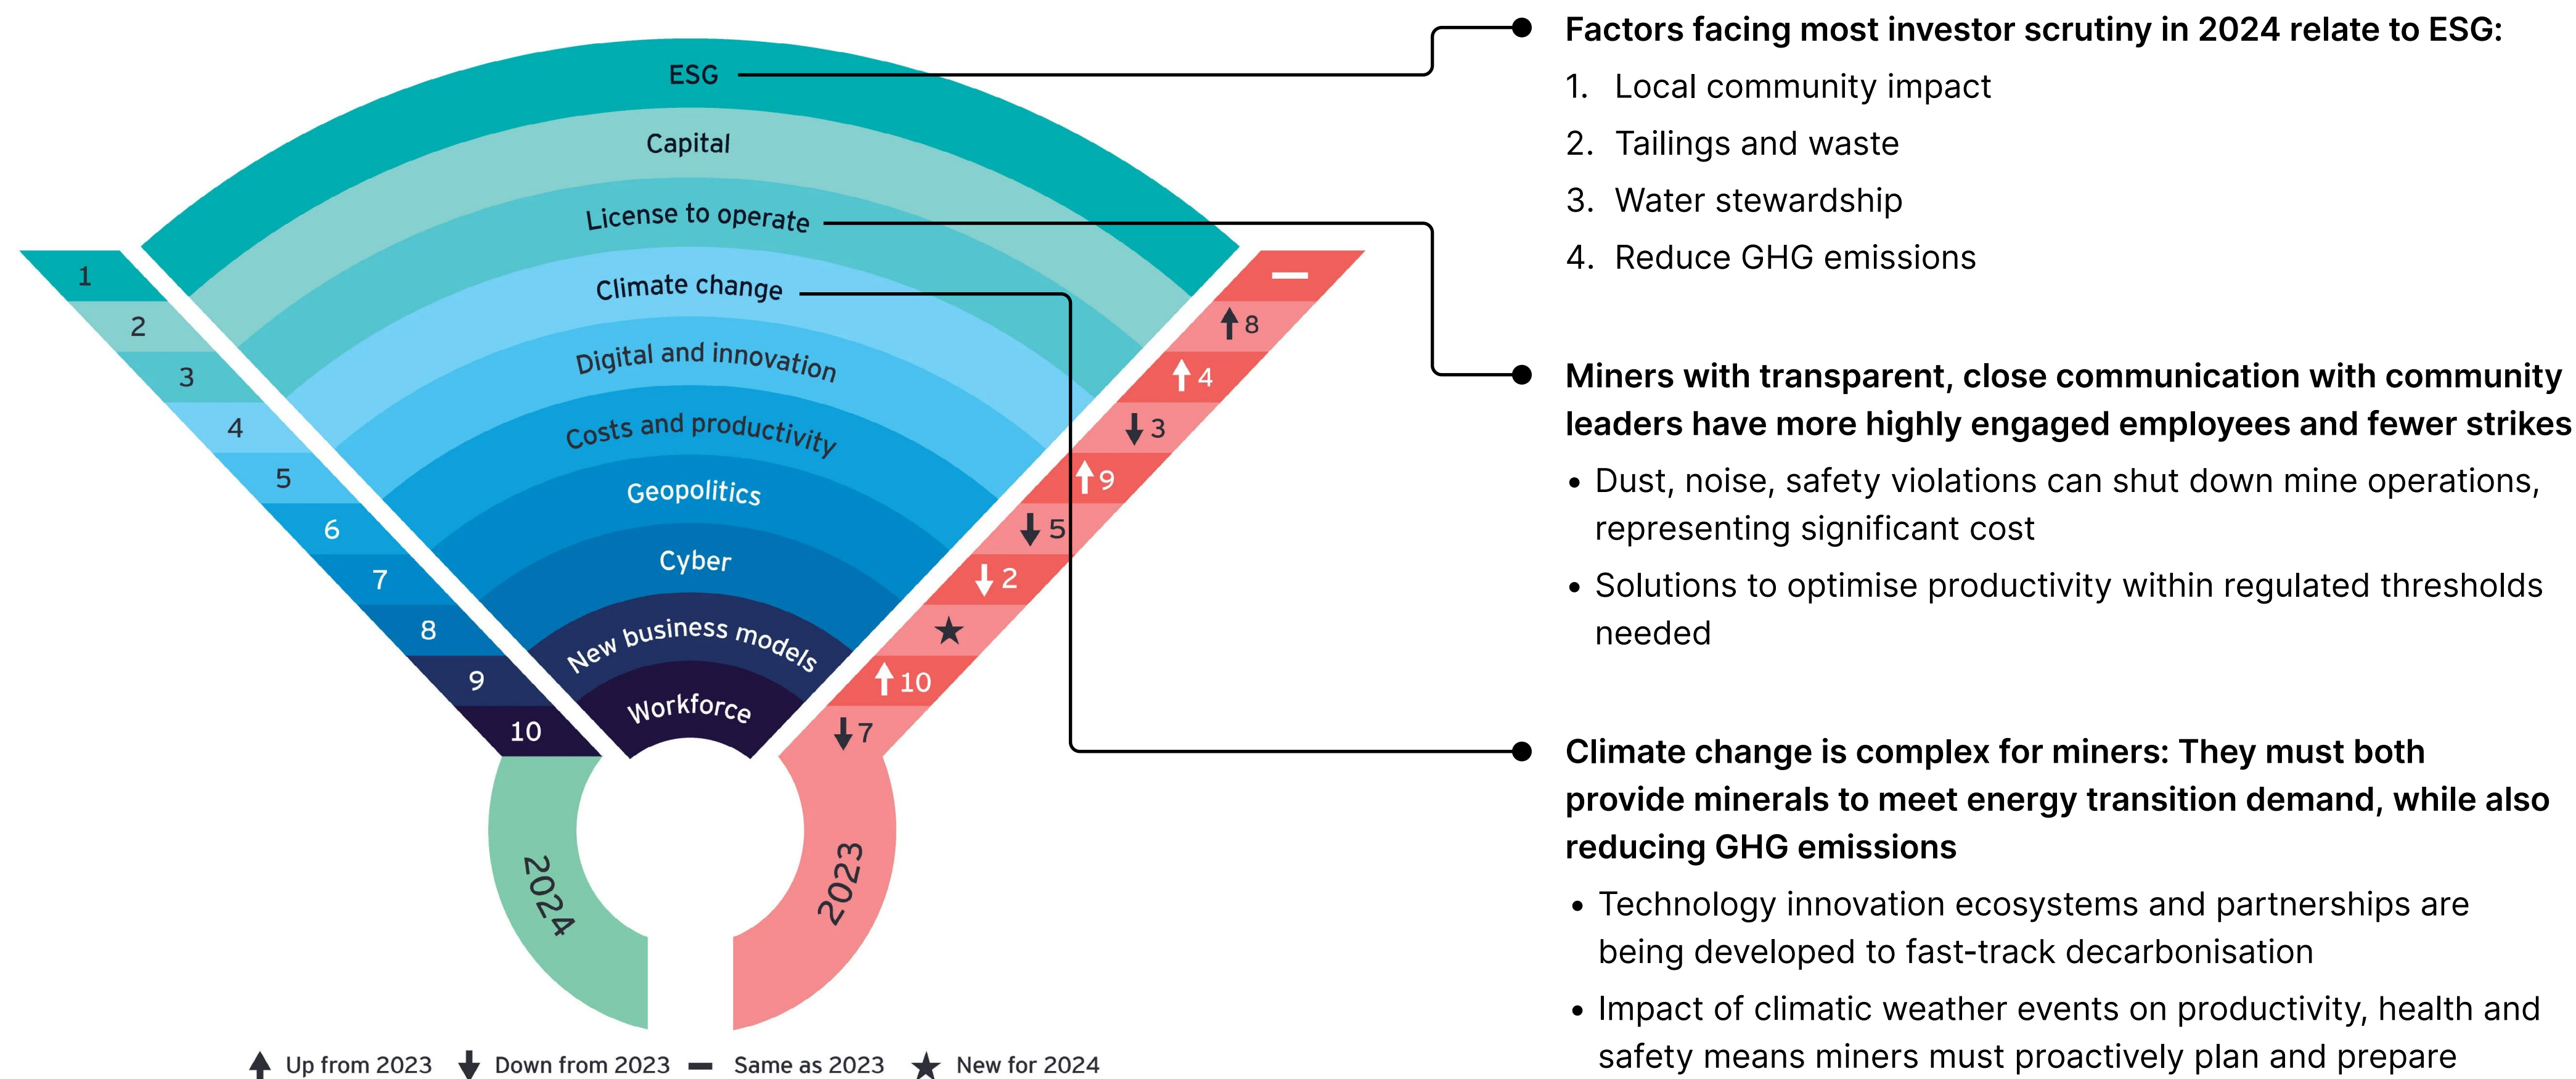 ESG
Capital
License to operate
Climate change
Digital and innovation
Costs and productivity
Geopolitics
Cyber
New business models
Workforce
1
2
3
4
5
6
7
8
9
10
2024
8
4
3
9
5
2
10
7
2023
Up from 2023
Down from 2023
Same as 2023
New for 2024
Factors facing most investor scrutiny in 2024 relate to ESG:
1. Local community impact
2. Tailings and waste
3. Water stewardship
4. Reduce GHG emissions
Miners with transparent, close communication with community
leaders have more highly engaged employees and fewer strikes
• Dust, noise, safety violations can shut down mine operations,
representing significant cost
• Solutions to optimise productivity within regulated thresholds
needed
Climate change is complex for miners: They must both
provide minerals to meet energy transition demand, while also
reducing GHG emissions
• Technology innovation ecosystems and partnerships are
being developed to fast-track decarbonisation
• Impact of climatic weather events on productivity, health and
safety means miners must proactively plan and prepare